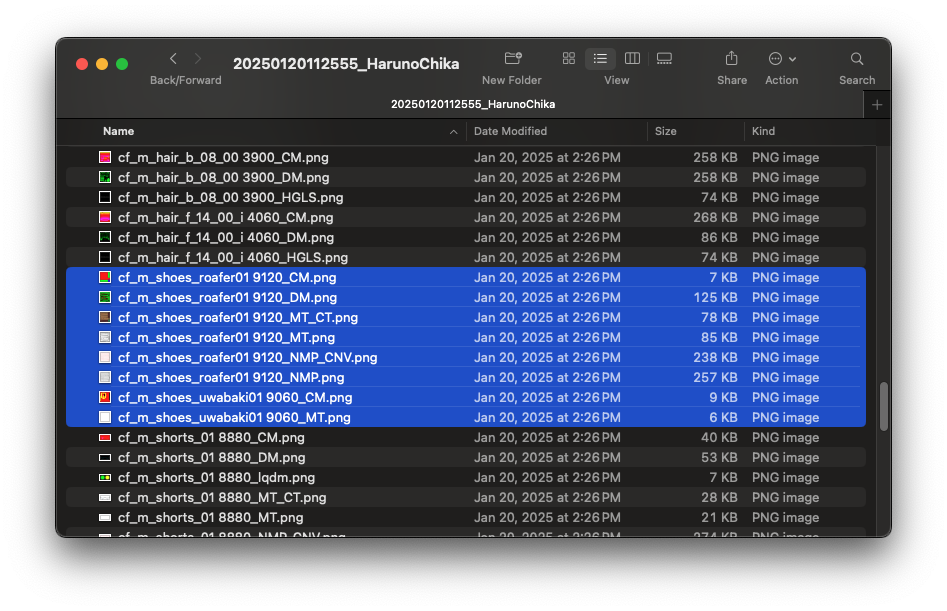 20250120112555_HarunoChika
Back/Forward New Folder View Share Action Search
20250120112555_HarunoChika
Name Date Modified Size Kind
cf_m_hair_b_08_00 3900_CM.png Jan 20, 2025 at 2:26 PM 258 KB PNG image
cf_m_hair_b_08_00 3900_DM.png Jan 20, 2025 at 2:26 PM 258 KB PNG image
cf_m_hair_b_08_00 3900_HGLS.png Jan 20, 2025 at 2:26 PM 74 KB PNG image
cf_m_hair_f_14_00_i 4060_CM.png Jan 20, 2025 at 2:26 PM 268 KB PNG image
cf_m_hair_f_14_00_i 4060_DM.png Jan 20, 2025 at 2:26 PM 86 KB PNG image
cf_m_hair_f_14_00_i 4060_HGLS.png Jan 20, 2025 at 2:26 PM 74 KB PNG image
cf_m_shoes_roafer01 9120_CM.png Jan 20, 2025 at 2:26 PM 7 KB PNG image
cf_m_shoes_roafer01 9120_DM.png Jan 20, 2025 at 2:26 PM 125 KB PNG image
cf_m_shoes_roafer01 9120_MT_CT.png Jan 20, 2025 at 2:26 PM 78 KB PNG image
cf_m_shoes_roafer01 9120_MT.png Jan 20, 2025 at 2:26 PM 85 KB PNG image
cf_m_shoes_roafer01 9120_NMP_CNV.png Jan 20, 2025 at 2:26 PM 238 KB PNG image
cf_m_shoes_roafer01 9120_NMP.png Jan 20, 2025 at 2:26 PM 257 KB PNG image
cf_m_shoes_uwabaki01 9060_CM.png Jan 20, 2025 at 2:26 PM 9 KB PNG image
cf_m_shoes_uwabaki01 9060_MT.png Jan 20, 2025 at 2:26 PM 6 KB PNG image
cf_m_shorts_01 8880_CM.png Jan 20, 2025 at 2:26 PM 40 KB PNG image
cf_m_shorts_01 8880_DM.png Jan 20, 2025 at 2:26 PM 53 KB PNG image
cf_m_shorts_01 8880_lqdm.png Jan 20, 2025 at 2:26 PM 7 KB PNG image
cf_m_shorts_01 8880_MT_CT.png Jan 20, 2025 at 2:26 PM 28 KB PNG image
cf_m_shorts_01 8880_MT.png Jan 20, 2025 at 2:26 PM 21 KB PNG image
cf_m_shorts_01 8880_NMP_CNV.png Jan 20, 2025 at 2:26 PM 274 KB PNG image